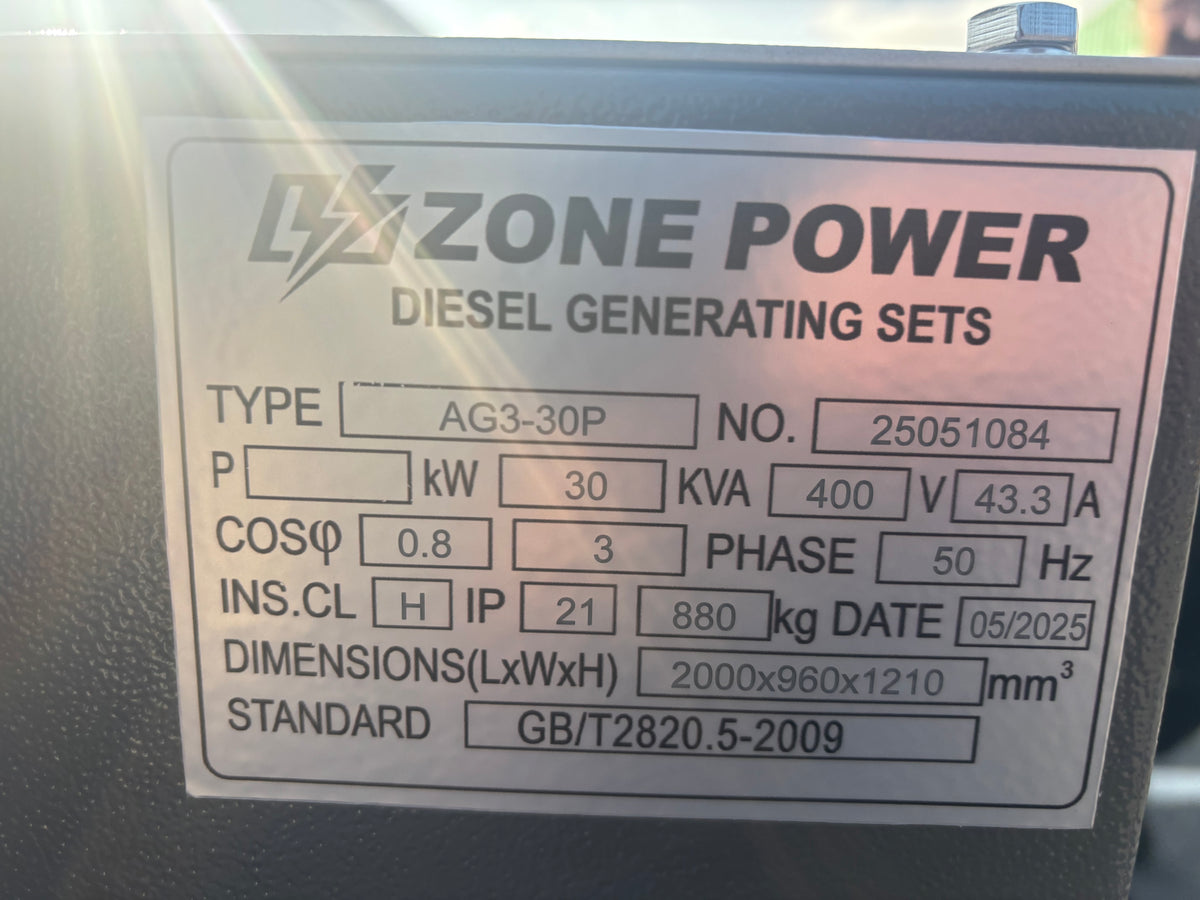 ZONE POWER
DIESEL GENERATING SETS
TYPE AG3-30P NO. 25051084
P kW 30 KVA 400 V 43.3 A
COSφ 0.8 3 PHASE 50 Hz
INS.CL H IP 21 880 kg DATE 05/2025
DIMENSIONS(LxWxH) 2000x960x1210 mm³
STANDARD GB/T2820.5-2009